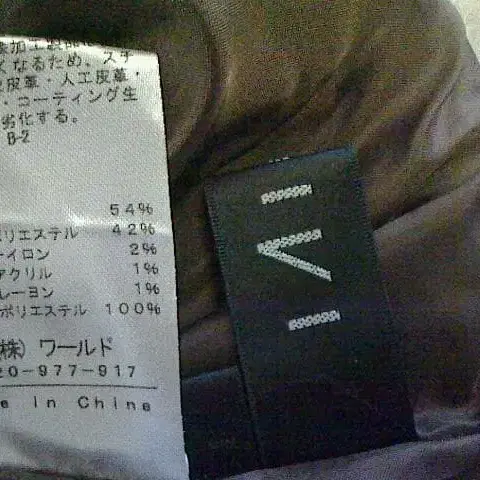 加工
くなるため、スチ
皮革・人工皮革・
・コーティング生
劣化する。
B-2
54%
リエステル 42%
イロン 2%
アクリル 1%
レーヨン 1%
ポリエステル 100%
(株) ワールド
20-977-917
e in China